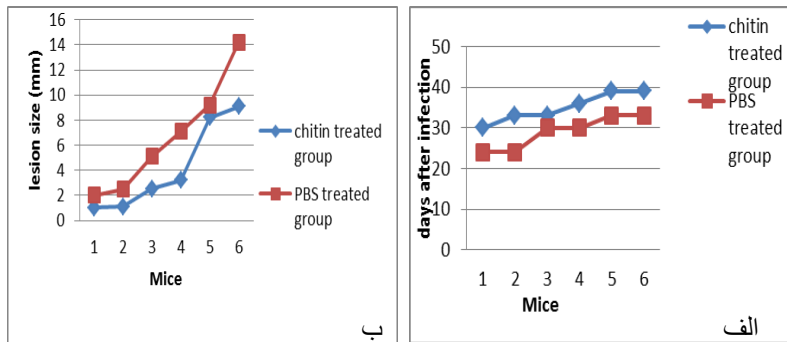 16
14
12
10
8
6
4
2
0
lesion size (mm)
1 2 3 4 5 6
Mice
chitin treated
group
PBS treated
group
ب
50
40
30
20
10
0
days after infection
1 2 3 4 5 6
Mice
chitin
treated
group
PBS
treated
group
الف